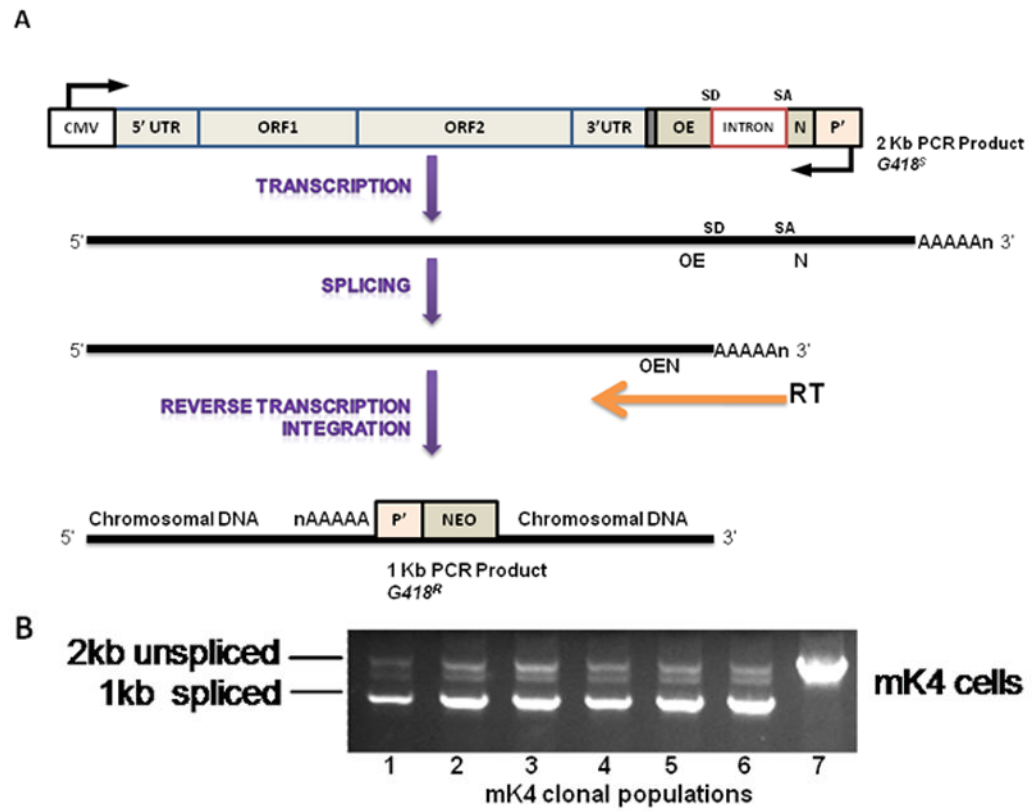 A
SD SA
CMV 5' UTR ORF1 ORF2 3'UTR OE INTRON N P'
2 Kb PCR Product
G418S
TRANSCRIPTION
SD SA
5' AAAAAn 3'
OE N
SPLICING
5' AAAAAn 3'
OEN
RT
REVERSE TRANSCRIPTION
INTEGRATION
Chromosomal DNA nAAAAA P' NEO Chromosomal DNA
5' 3'
1 Kb PCR Product
G418R
B
2kb unspliced
1kb spliced
mK4 cells
1 2 3 4 5 6 7
mK4 clonal populations